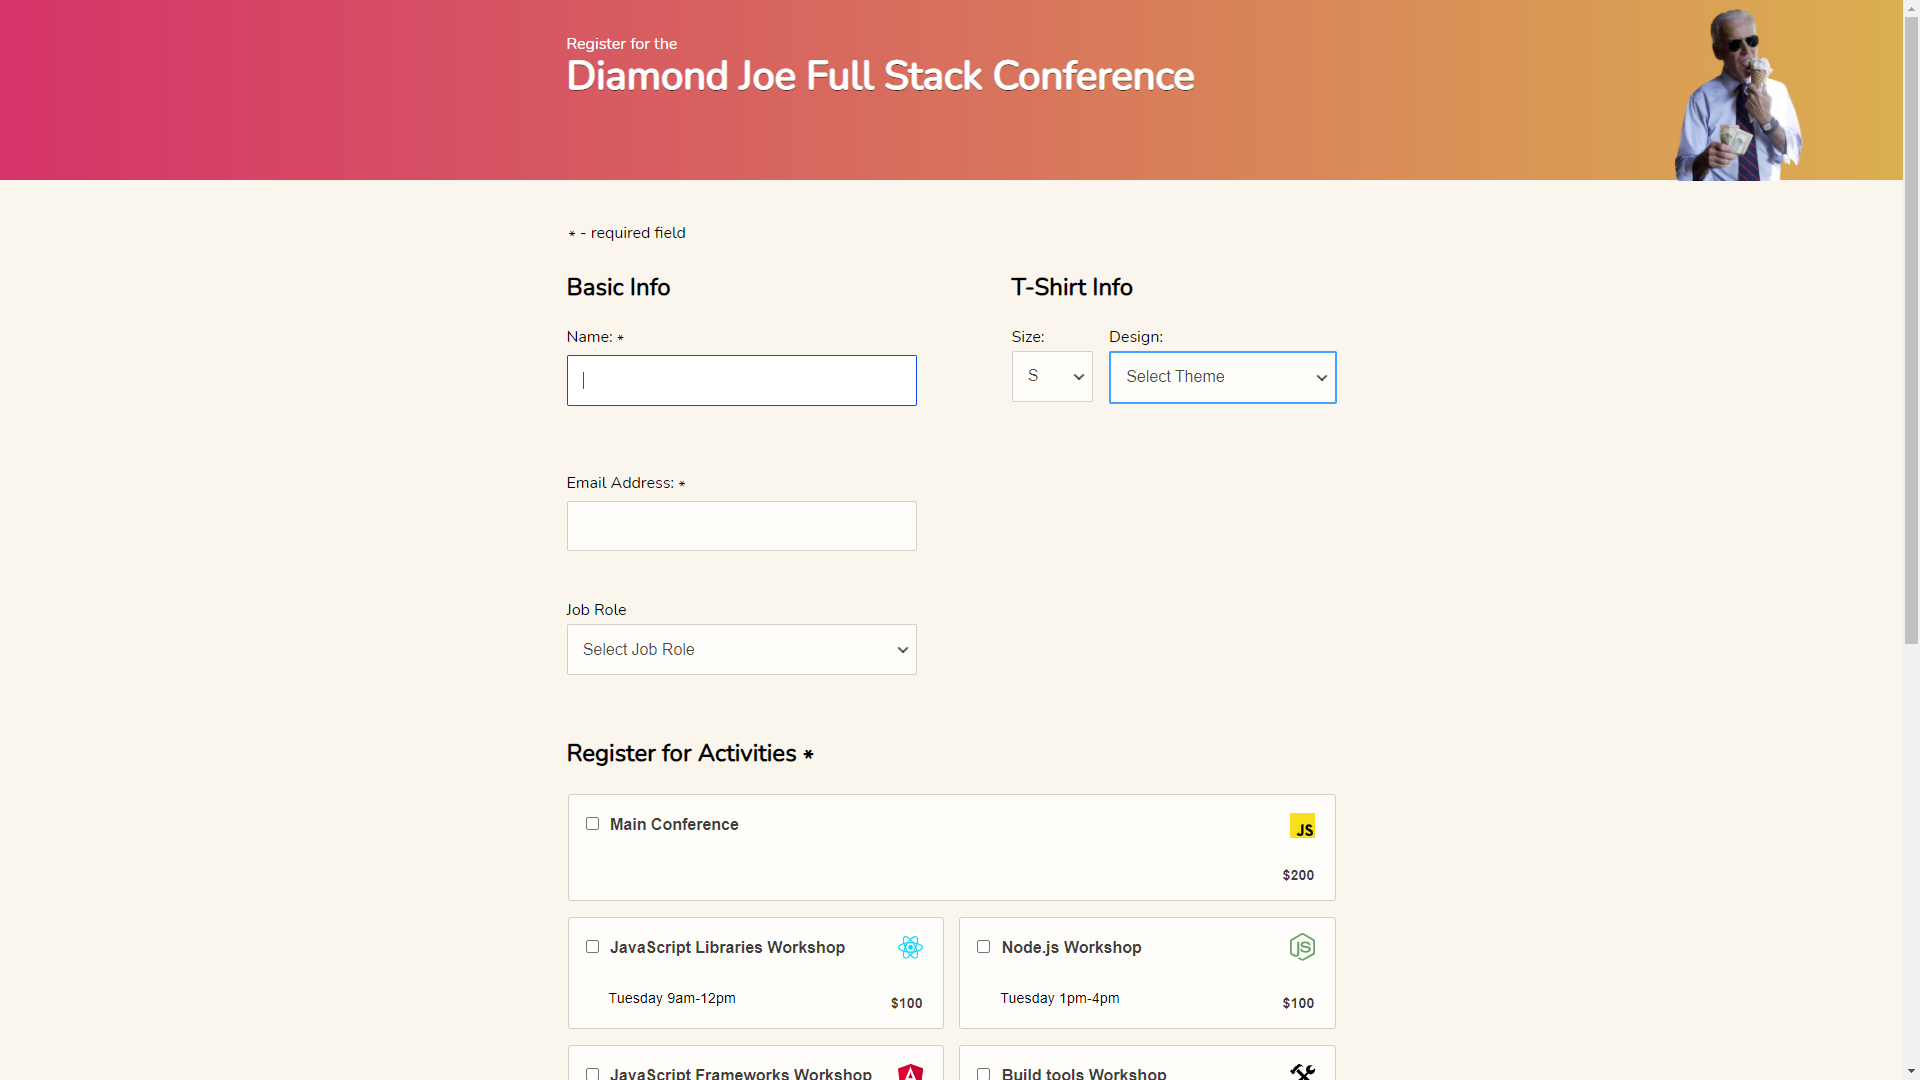 Register for the
Diamond Joe Full Stack Conference
* - required field
Basic Info
Name: *
Email Address: *
Job Role
Select Job Role
T-Shirt Info
Size:
Design:
S
Select Theme
Register for Activities *
Main Conference
JS
$200
JavaScript Libraries Workshop
Tuesday 9am-12pm
$100
Node.js Workshop
JS
Tuesday 1pm-4pm
$100
JavaScript Frameworks Workshop
Build tools Workshop